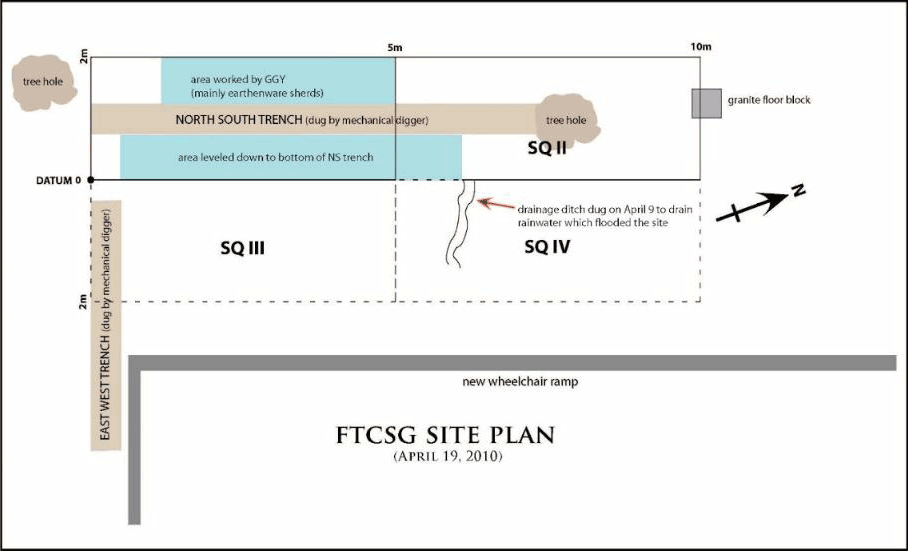 2m
5m
10m
tree hole
area worked by GGY
(mainly earthenware sherds)
granite floor block
NORTH SOUTH TRENCH (dug by mechanical digger)
tree hole
SQ II
area leveled down to bottom of NS trench
DATUM 0
N
drainage ditch dug on April 9 to drain
rainwater which flooded the site
SQ III
SQ IV
2m
EAST WEST TRENCH (dug by mechanical digger)
new wheelchair ramp
FTCSG SITE PLAN
(APRIL 19, 2010)